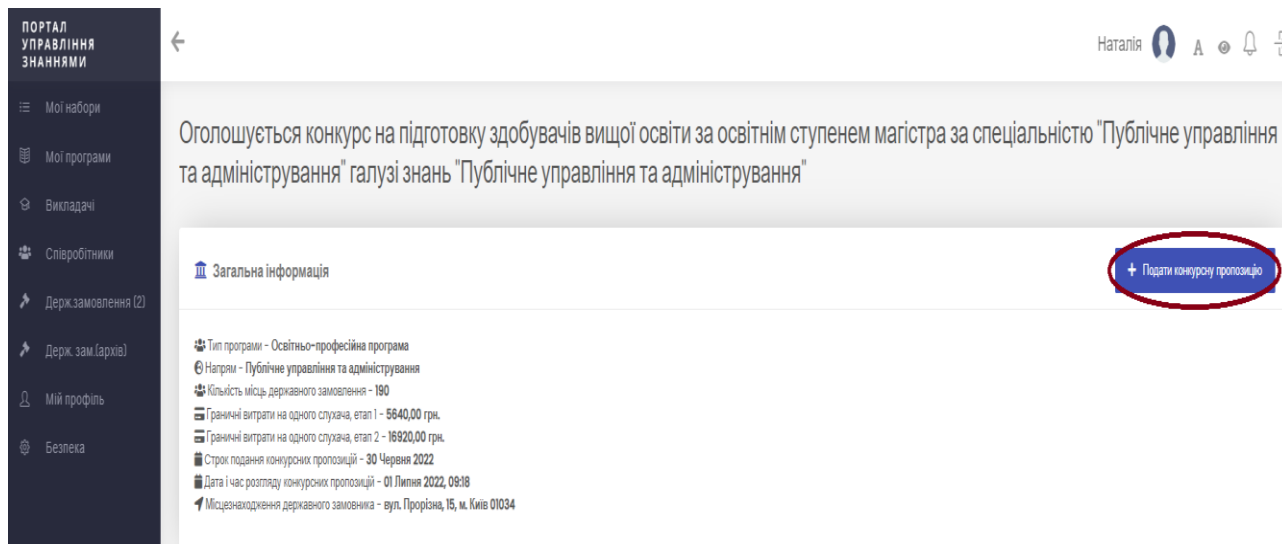 ПОРТАЛ
УПРАВЛІННЯ
ЗНАННЯМИ
Наталія
A
Мої набори
Мої програми
Викладачі
Співробітники
Держ.замовлення (2)
Держ. зам.(архів)
Мій профіль
Безпека
Оголошується конкурс на підготовку здобувачів вищої освіти за освітнім ступенем магістра за спеціальністю "Публічне управління
та адміністрування" галузі знань "Публічне управління та адміністрування"
Загальна інформація
+ Подати конкурсну пропозицію
Тип програми - Освітньо-професійна програма
Напрям - Публічне управління та адміністрування
Кількість місць державного замовлення - 190
Граничні витрати на одного слухача, етап 1 - 5640,00 грн.
Граничні витрати на одного слухача, етап 2 - 16920,00 грн.
Строк подання конкурсних пропозицій - 30 Червня 2022
Дата і час розгляду конкурсних пропозицій - 01 Липня 2022, 09:18
Місцезнаходження державного замовника - вул. Прорізна, 15, м. Київ 01034